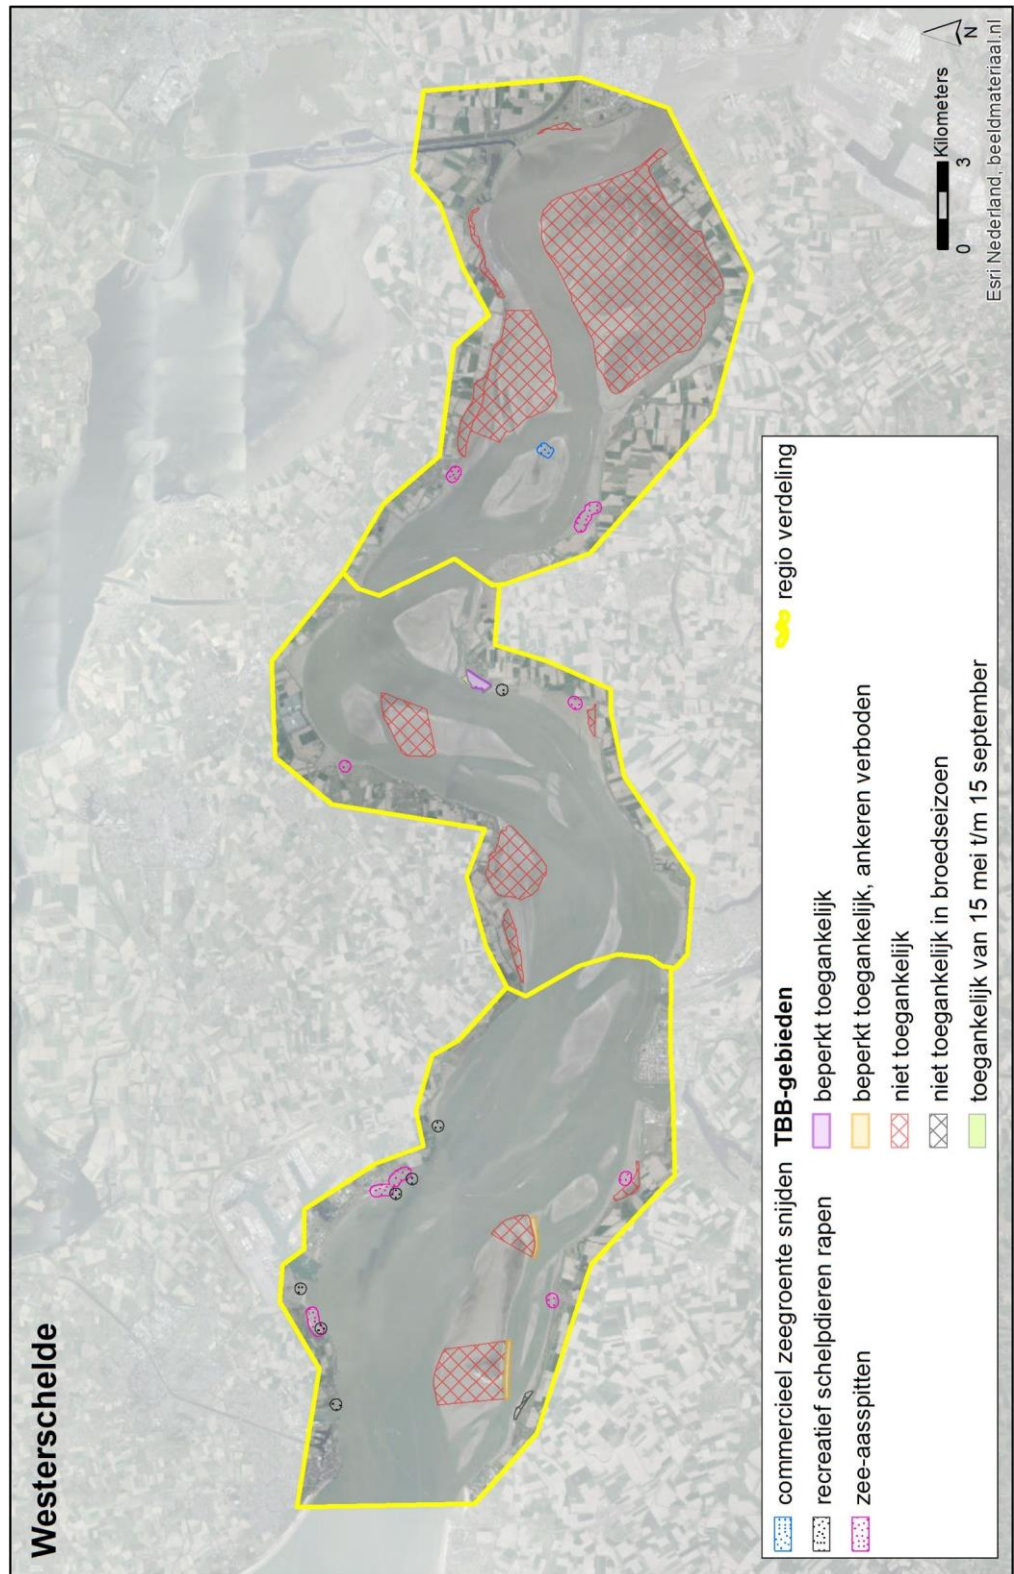 Westerschelde
N
Kilometers
0 3
Esri Nederland, beeldmateriaal.nl
commercieel zeegroente snijden
recreatief schelpdieren rapen
zee-aasspitten
TBB-gebieden
beperkt toegankelijk
beperkt toegankelijk, ankeren verboden
niet toegankelijk
niet toegankelijk in broedseizoen
toegankelijk van 15 mei t/m 15 september
regio verdeling